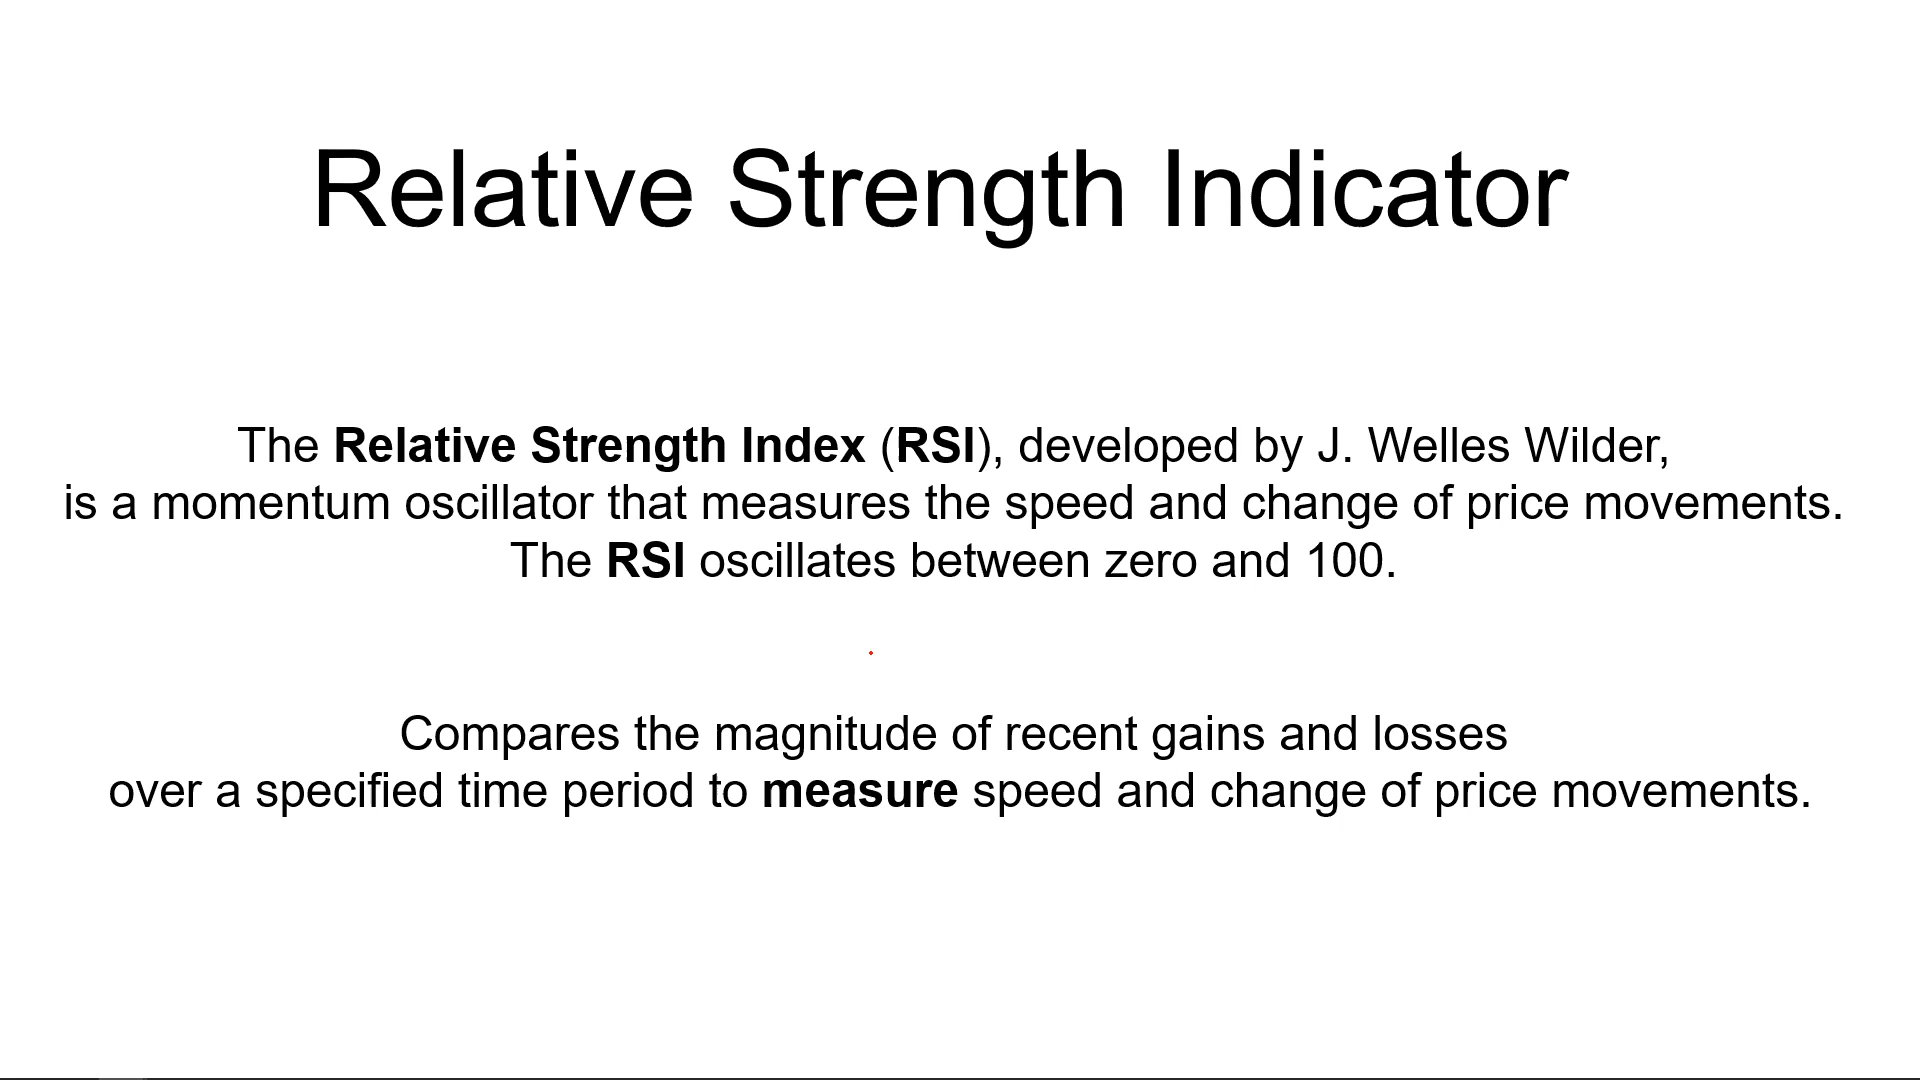 Relative Strength Indicator
The Relative Strength Index (RSI), developed by J. Welles Wilder,
is a momentum oscillator that measures the speed and change of price movements.
The RSI oscillates between zero and 100.
Compares the magnitude of recent gains and losses
over a specified time period to measure speed and change of price movements.